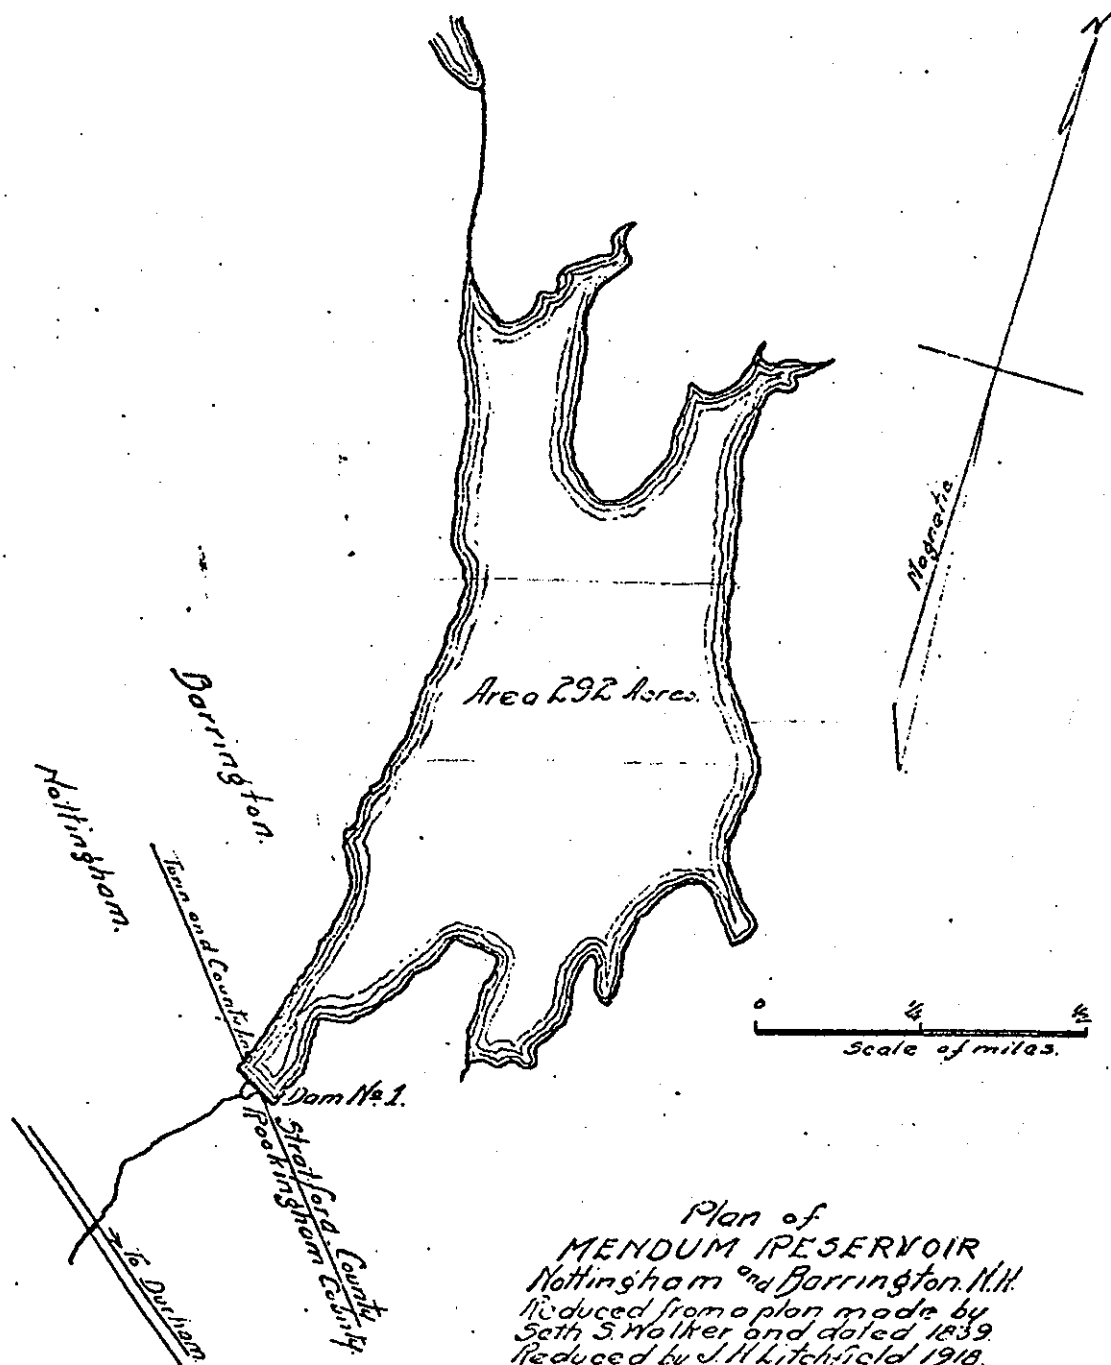 N
Magnetic
Area 292 Acres.
Barrington.
Nottingham.
Town and County line
0 1/4 1/2
Scale of miles.
Dam No 1.
Stratford County
Rockingham County.
To Durham.
Plan of
MENDUM RESERVOIR
Nottingham and Barrington. N.H.
Reduced from a plan made by
Seth S. Walker and dated 1839.
Reduced by J. H. Litchfield 1918.